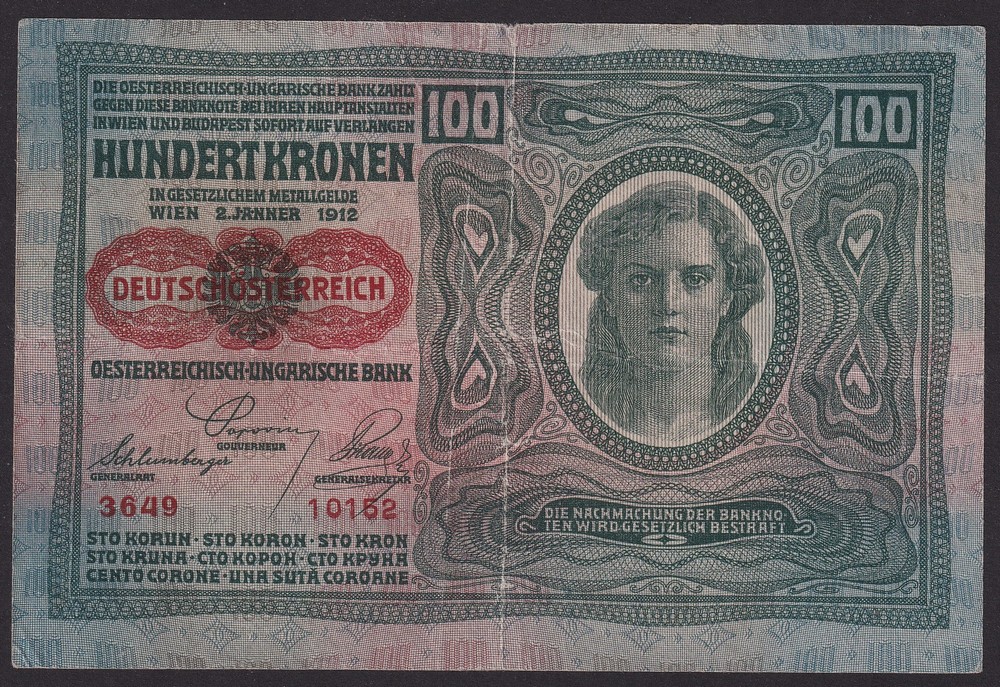 DIE OESTERREICHISCH-UNGARISCHE BANK ZAHLT
GEGEN DIESE BANKNOTE BEI IHREN HAUPTANSTALTEN
IN WIEN UND BUDAPEST SOFORT AUF VERLANGEN
HUNDERT KRONEN
IN GESETZLICHEM METALLGELDE
WIEN 2. JÄNNER 1912
100
100
DEUTSCHÖSTERREICH
OESTERREICHISCH-UNGARISCHE BANK
GOUVERNEUR
Schlumberger
GENERALRAT
GENERALSEKRETÄR
3649 10152
STO KORUN · STO KORON · STO KRON
STO KRUNA · СТО КОРОН · СТО КРУНА
CENTO CORONE · UNA SUTĂ COROANE
DIE NACHMACHUNG DER BANKNO-
TEN WIRD GESETZLICH BESTRAFT